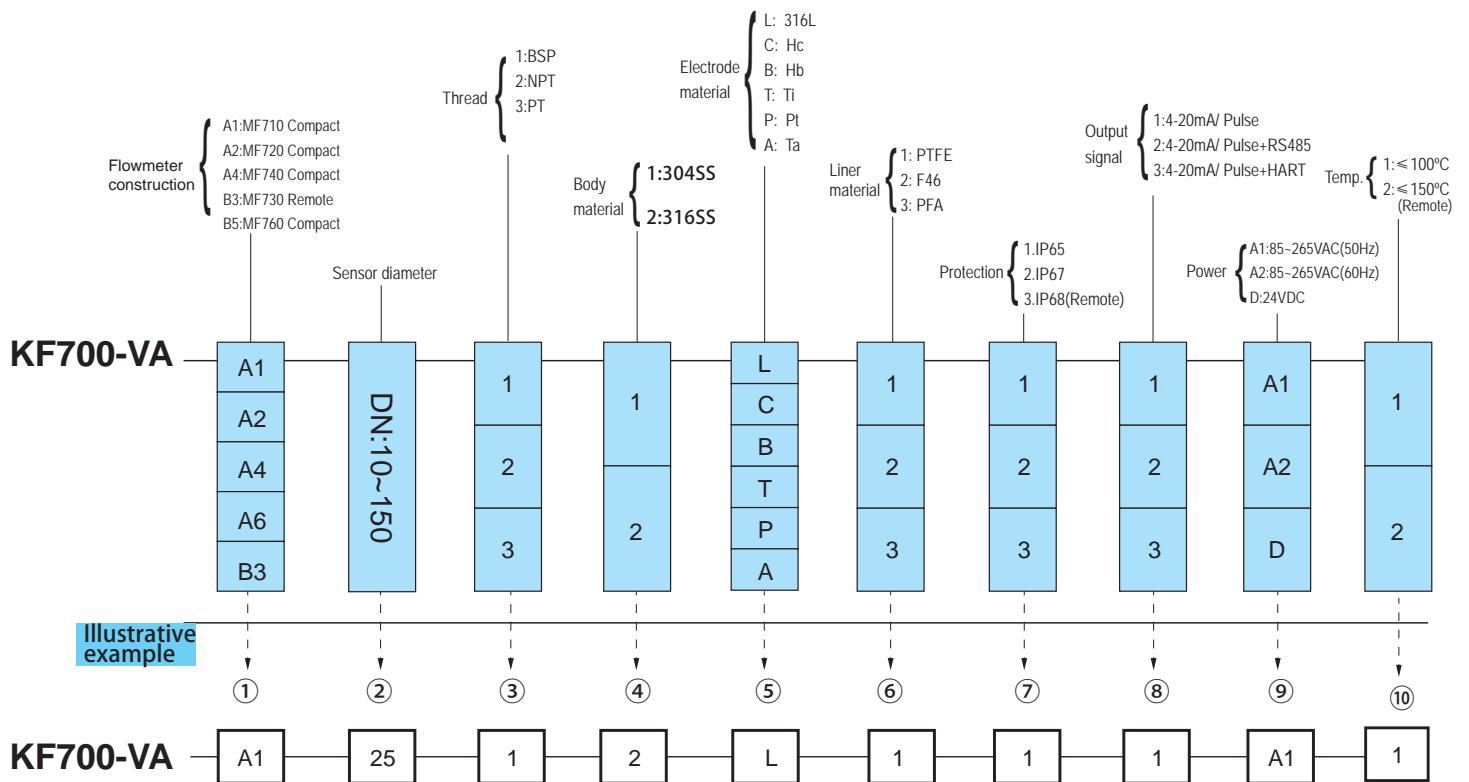 Flowmeter
construction
A1:MF710 Compact
A2:MF720 Compact
A4:MF740 Compact
B3:MF730 Remote
B5:MF760 Compact
Sensor diameter
Thread
1:BSP
2:NPT
3:PT
Body
material
1:304SS
2:316SS
Electrode
material
L: 316L
C: Hc
B: Hb
T: Ti
P: Pt
A: Ta
Liner
material
1: PTFE
2: F46
3: PFA
Protection
1.IP65
2.IP67
3.IP68(Remote)
Output
signal
1:4-20mA/ Pulse
2:4-20mA/ Pulse+RS485
3:4-20mA/ Pulse+HART
Power
A1:85~265VAC(50Hz)
A2:85~265VAC(60Hz)
D:24VDC
Temp.
1:≤100ºC
2:≤150ºC
(Remote)
KF700-VA
A1
A2
A4
A6
B3
DN:10~150
1
2
3
1
2
L
C
B
T
P
A
1
2
3
1
2
3
1
2
3
A1
A2
D
1
2
Illustrative
example
① ② ③ ④ ⑤ ⑥ ⑦ ⑧ ⑨ ⑩
KF700-VA A1 25 1 2 L 1 1 1 A1 1